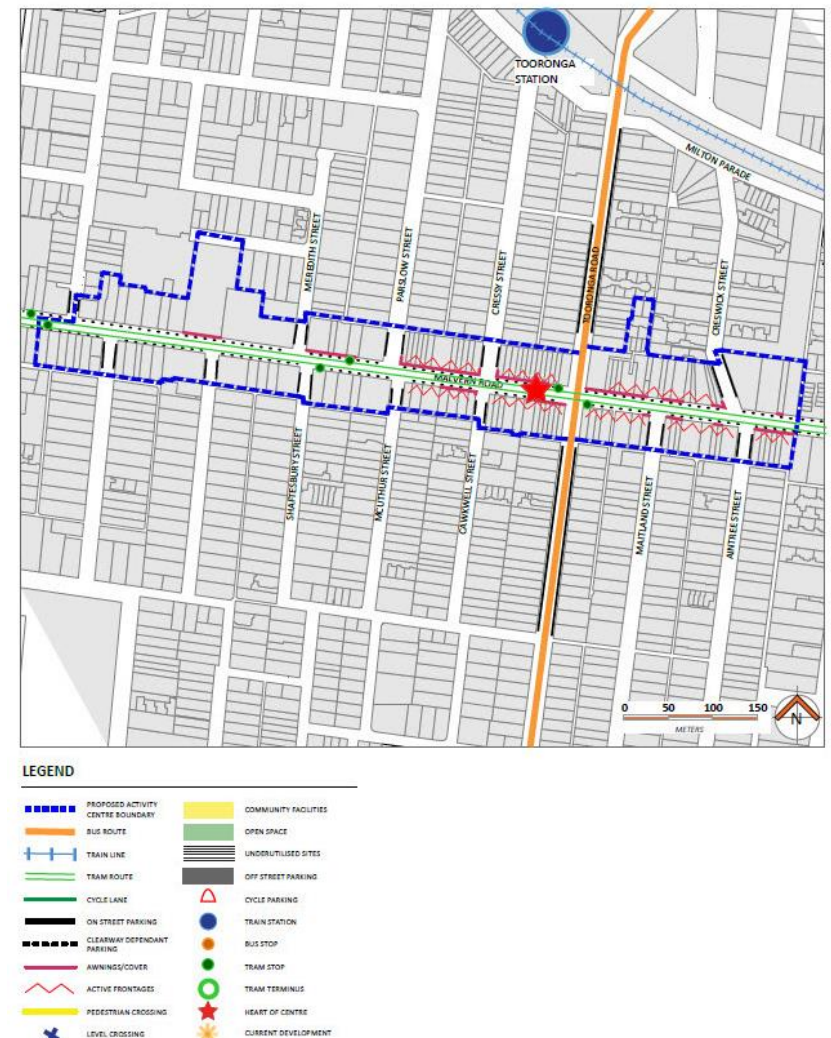 TOORONGA
STATION
MILTON PARADE
MEREDITH STREET
PARSLOW STREET
CRESSY STREET
TOORONGA ROAD
CRESWICK STREET
MALVERN ROAD
SHAFTESBURY STREET
MCUTHUR STREET
CAWKWELL STREET
MAITLAND STREET
AINTREE STREET
0 50 100 150
METERS
N
LEGEND
PROPOSED ACTIVITY
CENTRE BOUNDARY
BUS ROUTE
TRAIN LINE
TRAM ROUTE
CYCLE LANE
ON STREET PARKING
CLEARWAY DEPENDANT
PARKING
AWNINGS/COVER
ACTIVE FRONTAGES
PEDESTRIAN CROSSING
LEVEL CROSSING
COMMUNITY FACILITIES
OPEN SPACE
UNDERUTILISED SITES
OFF STREET PARKING
CYCLE PARKING
TRAIN STATION
BUS STOP
TRAM STOP
TRAM TERMINUS
HEART OF CENTRE
CURRENT DEVELOPMENT